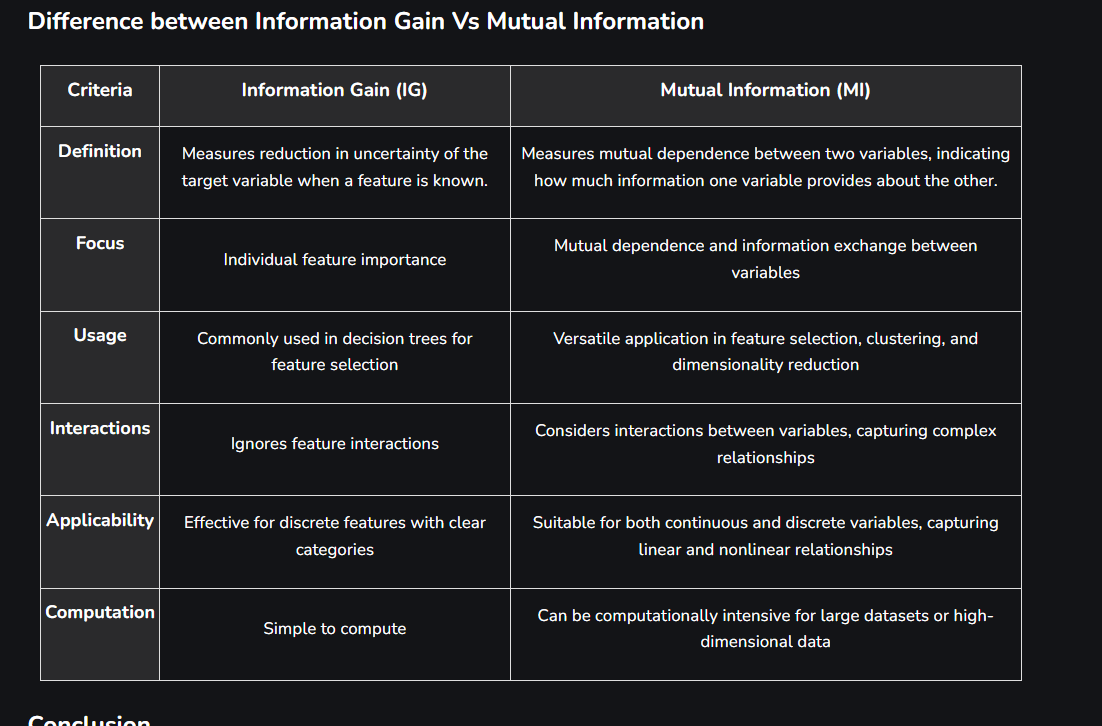 Difference between Information Gain Vs Mutual Information
Criteria
Information Gain (IG)
Mutual Information (MI)
Definition
Measures reduction in uncertainty of the
target variable when a feature is known.
Measures mutual dependence between two variables, indicating
how much information one variable provides about the other.
Focus
Individual feature importance
Mutual dependence and information exchange between
variables
Usage
Commonly used in decision trees for
feature selection
Versatile application in feature selection, clustering, and
dimensionality reduction
Interactions
Ignores feature interactions
Considers interactions between variables, capturing complex
relationships
Applicability
Effective for discrete features with clear
categories
Suitable for both continuous and discrete variables, capturing
linear and nonlinear relationships
Computation
Simple to compute
Can be computationally intensive for large datasets or high-
dimensional data
Conclusion